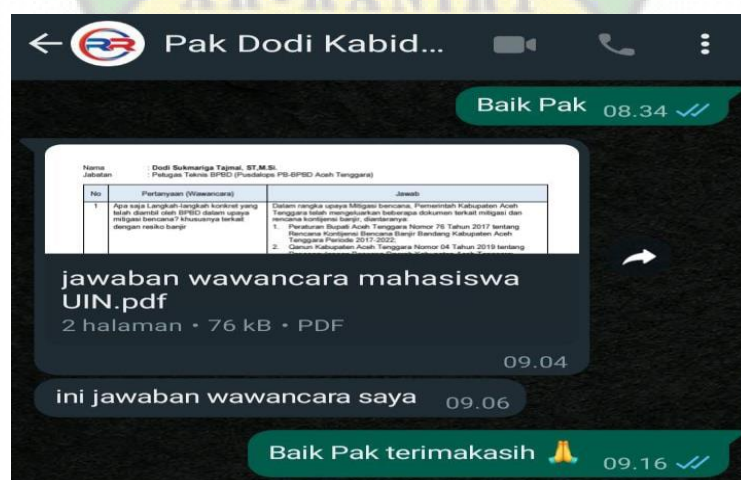 AR-RANIRY
RR
Pak Dodi Kabid...
Baik Pak 08.34
Nama : Dodi Sukmariga Tajmal, ST,M.Si.
Jabatan : Petugas Teknis BPBD (Pusdalops PB-BPBD Aceh Tenggara)
No Pertanyaan (Wawancara) Jawab
1 Apa saja Langkah-langkah konkret yang
telah diambil oleh BPBD dalam upaya
mitigasi bencana? khususnya terkait
dengan resiko banjir
Dalam rangka upaya Mitigasi bencana, Pemerintah Kabupaten Aceh
Tenggara telah mengeluarkan beberapa dokumen terkait mitigasi dan
rencana kontijensi banjir, diantaranya:
1. Peraturan Bupati Aceh Tenggara Nomor 76 Tahun 2017 tentang
Rencana Kontijensi Bencana Banjir Bandang Kabupaten Aceh
Tenggara Periode 2017-2022;
2. Qanun Kabupaten Aceh Tenggara Nomor 04 Tahun 2019 tentang
jawaban wawancara mahasiswa
UIN.pdf
2 halaman • 76 kB • PDF
09.04
ini jawaban wawancara saya 09.06
Baik Pak terimakasih 🙏 09.16